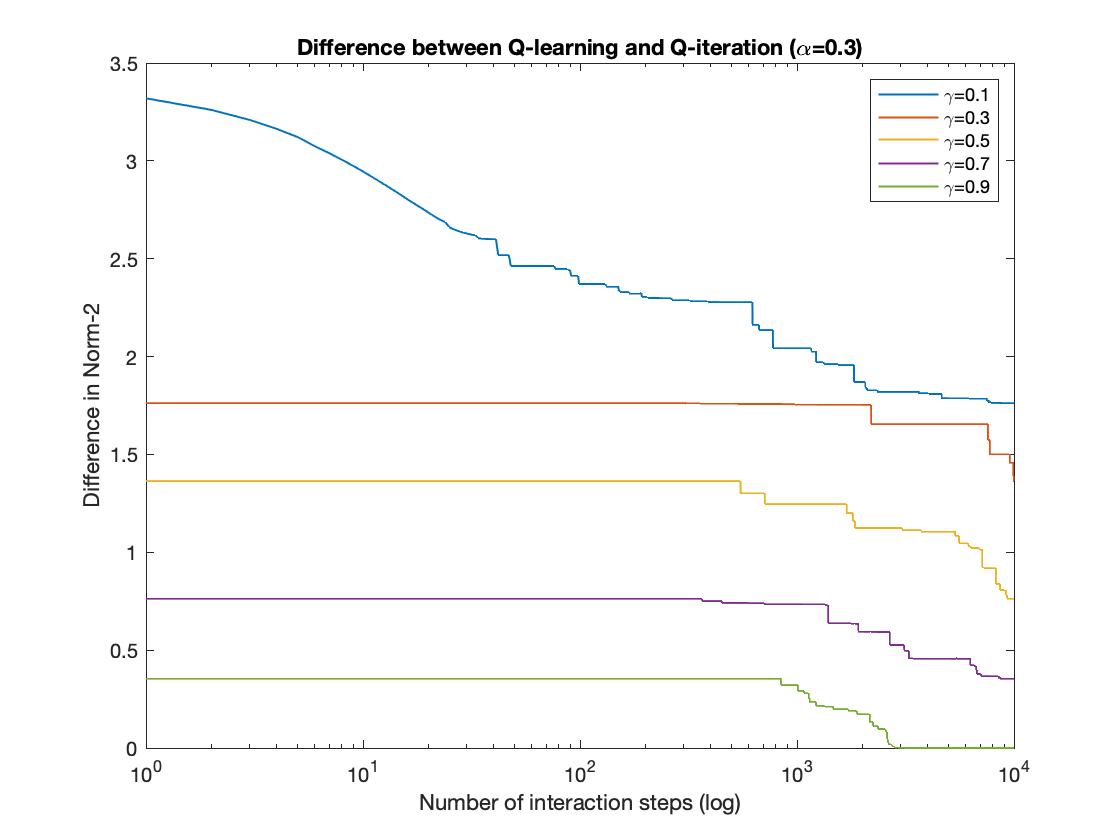 Difference between Q-learning and Q-iteration (α=0.3)
3.5
3
2.5
2
1.5
1
0.5
0
Difference in Norm-2
γ=0.1
γ=0.3
γ=0.5
γ=0.7
γ=0.9
10⁰ 10¹ 10² 10³ 10⁴
Number of interaction steps (log)